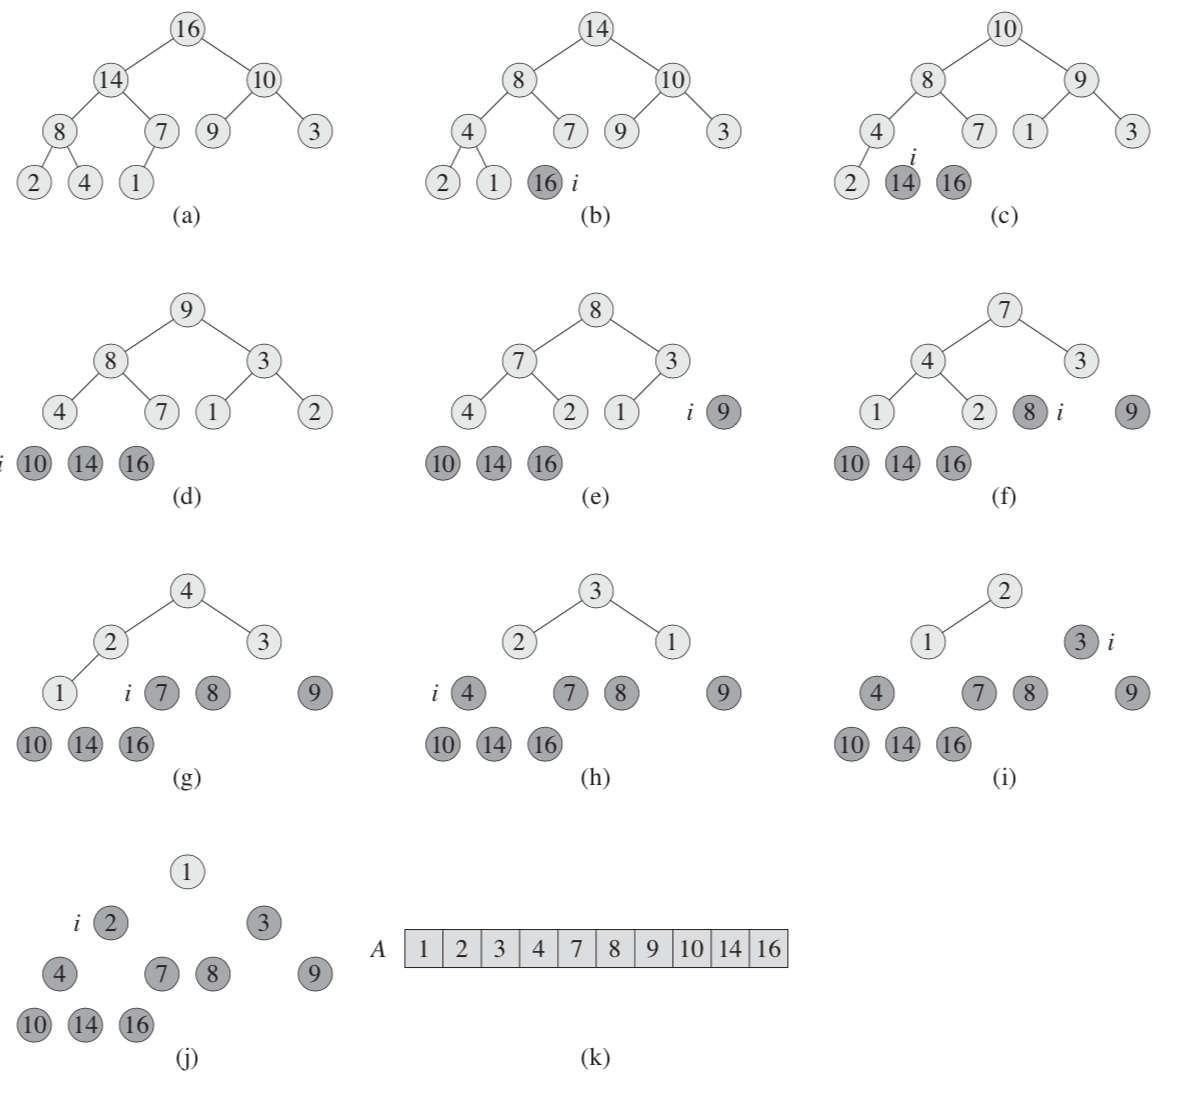 16 14 10
14 10 8 10 8 9
8 7 9 3 4 7 9 3 4 7 1 3
i
2 4 1 2 1 16 i 2 14 16
(a) (b) (c)
9 8 7
8 3 7 3 4 3
4 7 1 2 4 2 1 i 9 1 2 8 i 9
i 10 14 16 10 14 16 10 14 16
(d) (e) (f)
4 3 2
2 3 2 1 1 3 i
1 i 7 8 9 i 4 7 8 9 4 7 8 9
10 14 16 10 14 16 10 14 16
(g) (h) (i)
1
i 2 3
A 1 2 3 4 7 8 9 10 14 16
4 7 8 9
10 14 16
(j) (k)